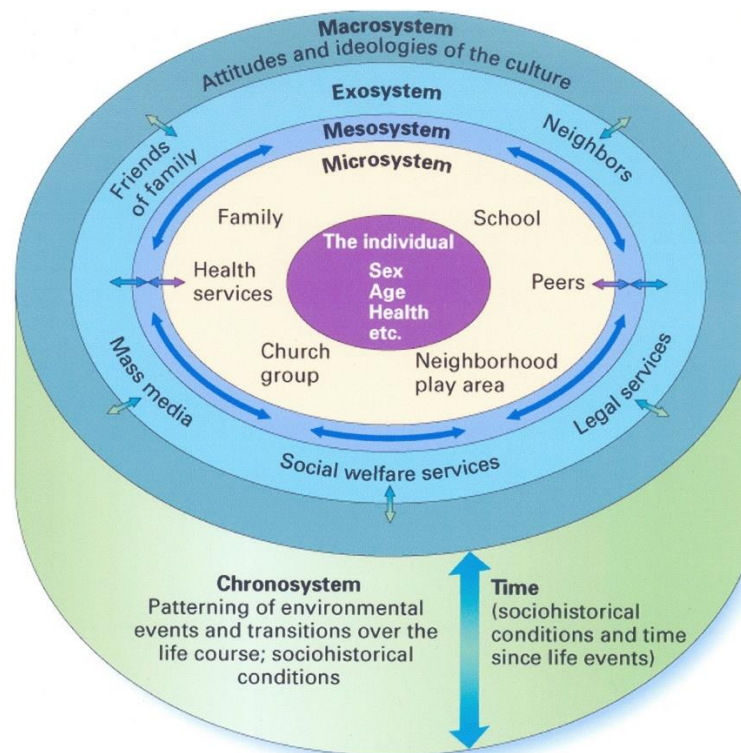 Macrosystem
Attitudes and ideologies of the culture
Exosystem
Mesosystem
Microsystem
Friends
of family
Neighbors
Family
School
The individual
Sex
Age
Health
etc.
Health
services
Peers
Church
group
Neighborhood
play area
Mass media
Legal services
Social welfare services
Chronosystem
Patterning of environmental
events and transitions over the
life course; sociohistorical
conditions
Time
(sociohistorical
conditions and time
since life events)